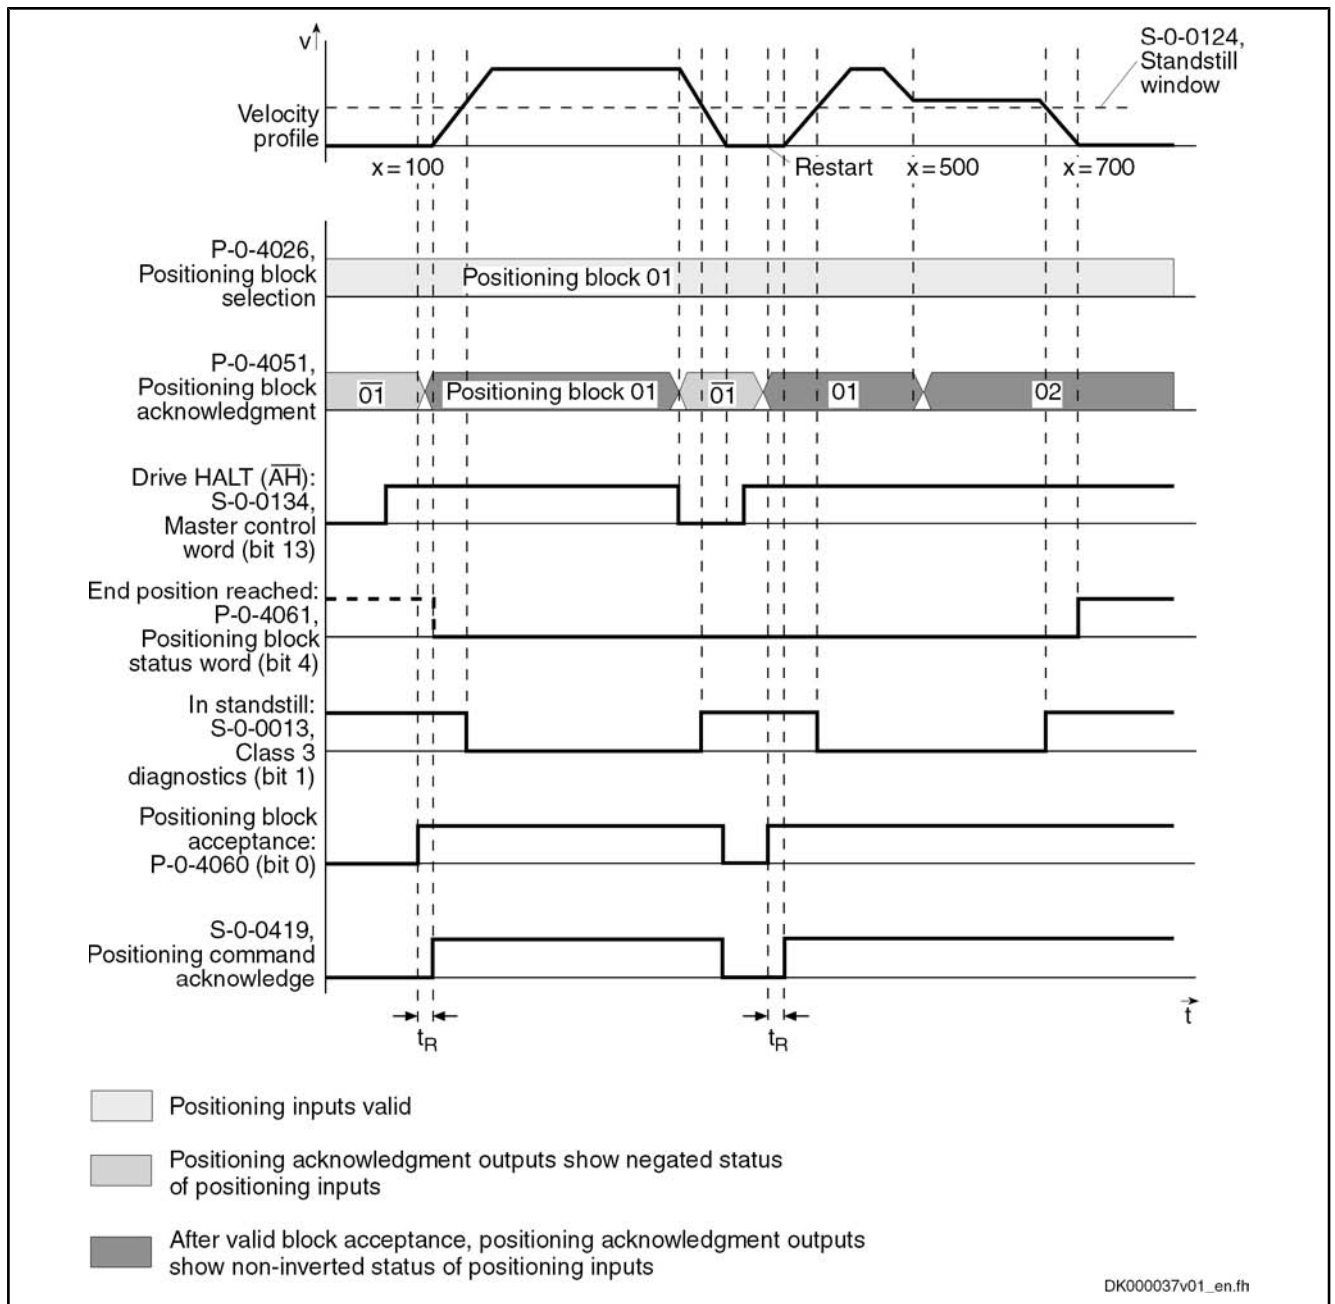 v
S-0-0124,
Standstill
window
Velocity
profile
x=100
Restart
x=500
x=700
P-0-4026,
Positioning block
selection
Positioning block 01
P-0-4051,
Positioning block
acknowledgment
0̅1̅
Positioning block 01
0̅1̅
01
02
Drive HALT (A̅H̅):
S-0-0134,
Master control
word (bit 13)
End position reached:
P-0-4061,
Positioning block
status word (bit 4)
In standstill:
S-0-0013,
Class 3
diagnostics (bit 1)
Positioning block
acceptance:
P-0-4060 (bit 0)
S-0-0419,
Positioning command
acknowledge
t
tR
tR
Positioning inputs valid
Positioning acknowledgment outputs show negated status
of positioning inputs
After valid block acceptance, positioning acknowledgment outputs
show non-inverted status of positioning inputs
DK000037v01_en.fh